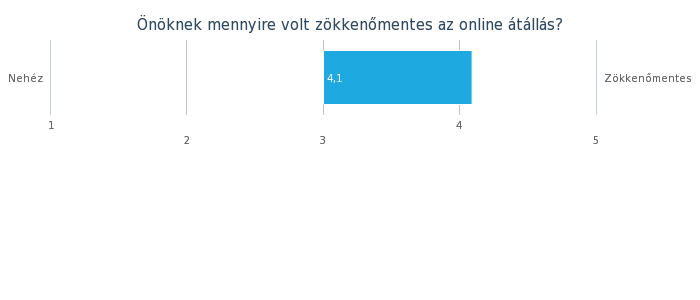 Önöknek mennyire volt zökkenőmentes az online átállás?
Nehéz
4,1
Zökkenőmentes
1
2
3
4
5